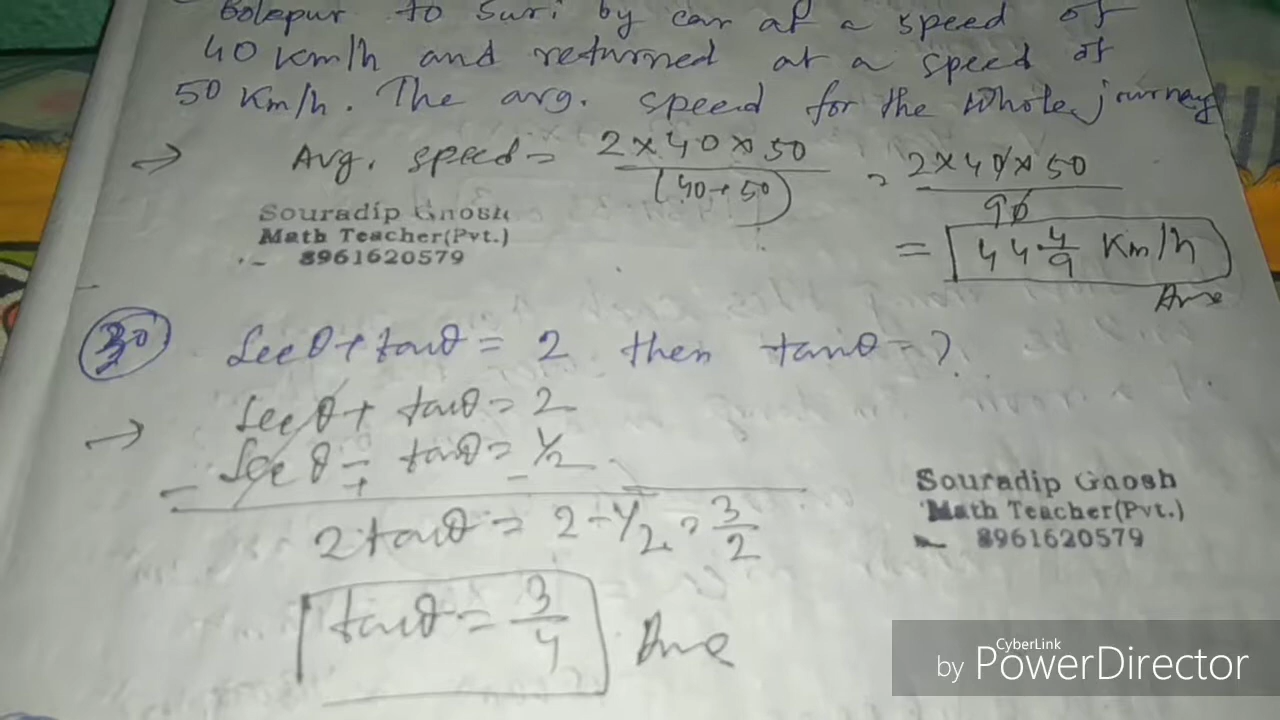 Bolepur to Suri by car at a speed of
40 km/h and returned at a speed of
50 Km/h. The avg. speed for the whole journey
→ Avg. speed = 2×40×50 / (40+50) = 2×40×50 / 90
= 44 4/9 Km/h
Ans
Souradip Gnosh
Math Teacher(Pvt.)
8961620579
30 Secθ + tanθ = 2 then tanθ = ?
→ Secθ + tanθ = 2
Secθ - tanθ = 1/2
2tanθ = 2 - 1/2 = 3/2
tanθ = 3/4 Ans
Souradip Gnosh
Math Teacher(Pvt.)
8961620579
by CyberLink PowerDirector